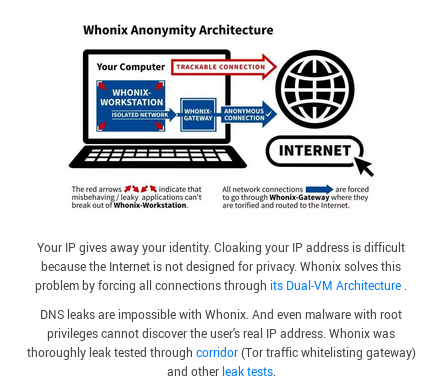 Whonix Anonymity Architecture
Your Computer
TRACKABLE CONNECTION
WHONIX-
WORKSTATION
ISOLATED NETWORK
WHONIX-
GATEWAY
ANONYMOUS
CONNECTION
INTERNET
The red arrows indicate that
misbehaving / leaky applications can't
break out of Whonix-Workstation.
All network connections are forced
to go through Whonix-Gateway where they
are torified and routed to the Internet.
Your IP gives away your identity. Cloaking your IP address is difficult
because the Internet is not designed for privacy. Whonix solves this
problem by forcing all connections through its Dual-VM Architecture .
DNS leaks are impossible with Whonix. And even malware with root
privileges cannot discover the user's real IP address. Whonix was
thoroughly leak tested through corridor (Tor traffic whitelisting gateway)
and other leak tests.